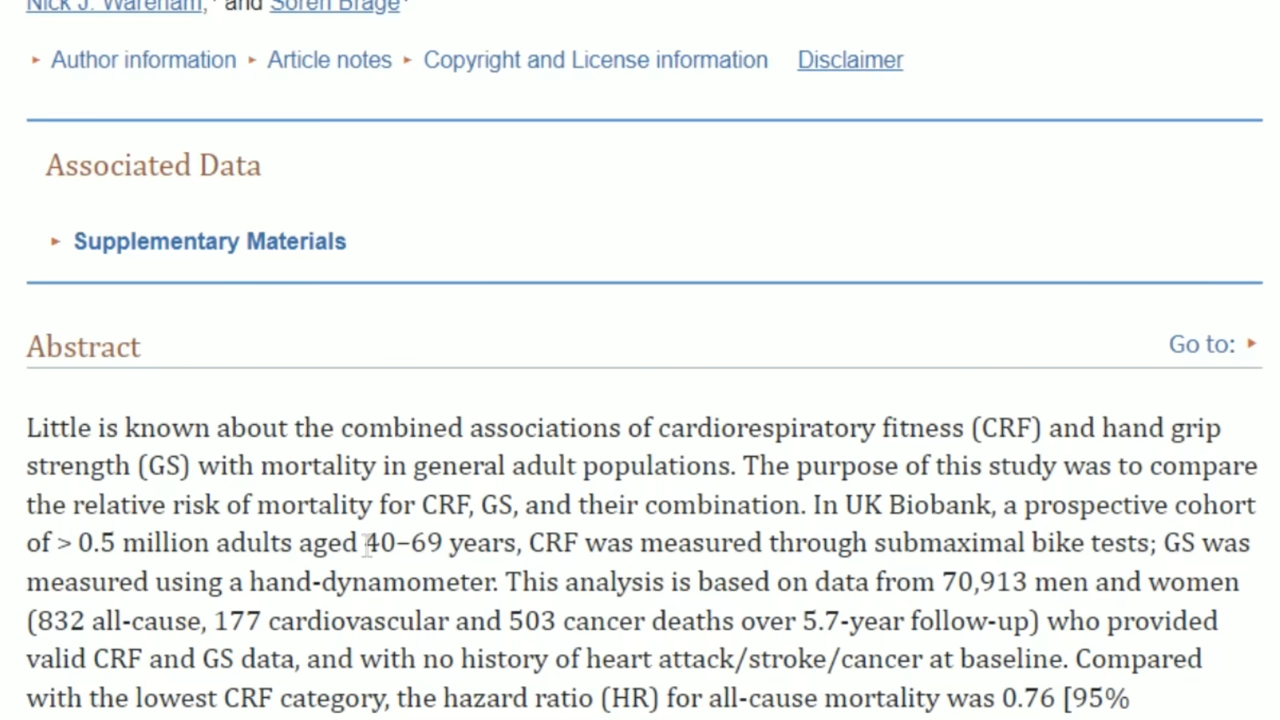 Nick J. Wareham, and Soren Brage
Author information Article notes Copyright and License information Disclaimer
Associated Data
Supplementary Materials
Abstract
Go to:
Little is known about the combined associations of cardiorespiratory fitness (CRF) and hand grip
strength (GS) with mortality in general adult populations. The purpose of this study was to compare
the relative risk of mortality for CRF, GS, and their combination. In UK Biobank, a prospective cohort
of > 0.5 million adults aged 40–69 years, CRF was measured through submaximal bike tests; GS was
measured using a hand-dynamometer. This analysis is based on data from 70,913 men and women
(832 all-cause, 177 cardiovascular and 503 cancer deaths over 5.7-year follow-up) who provided
valid CRF and GS data, and with no history of heart attack/stroke/cancer at baseline. Compared
with the lowest CRF category, the hazard ratio (HR) for all-cause mortality was 0.76 [95%